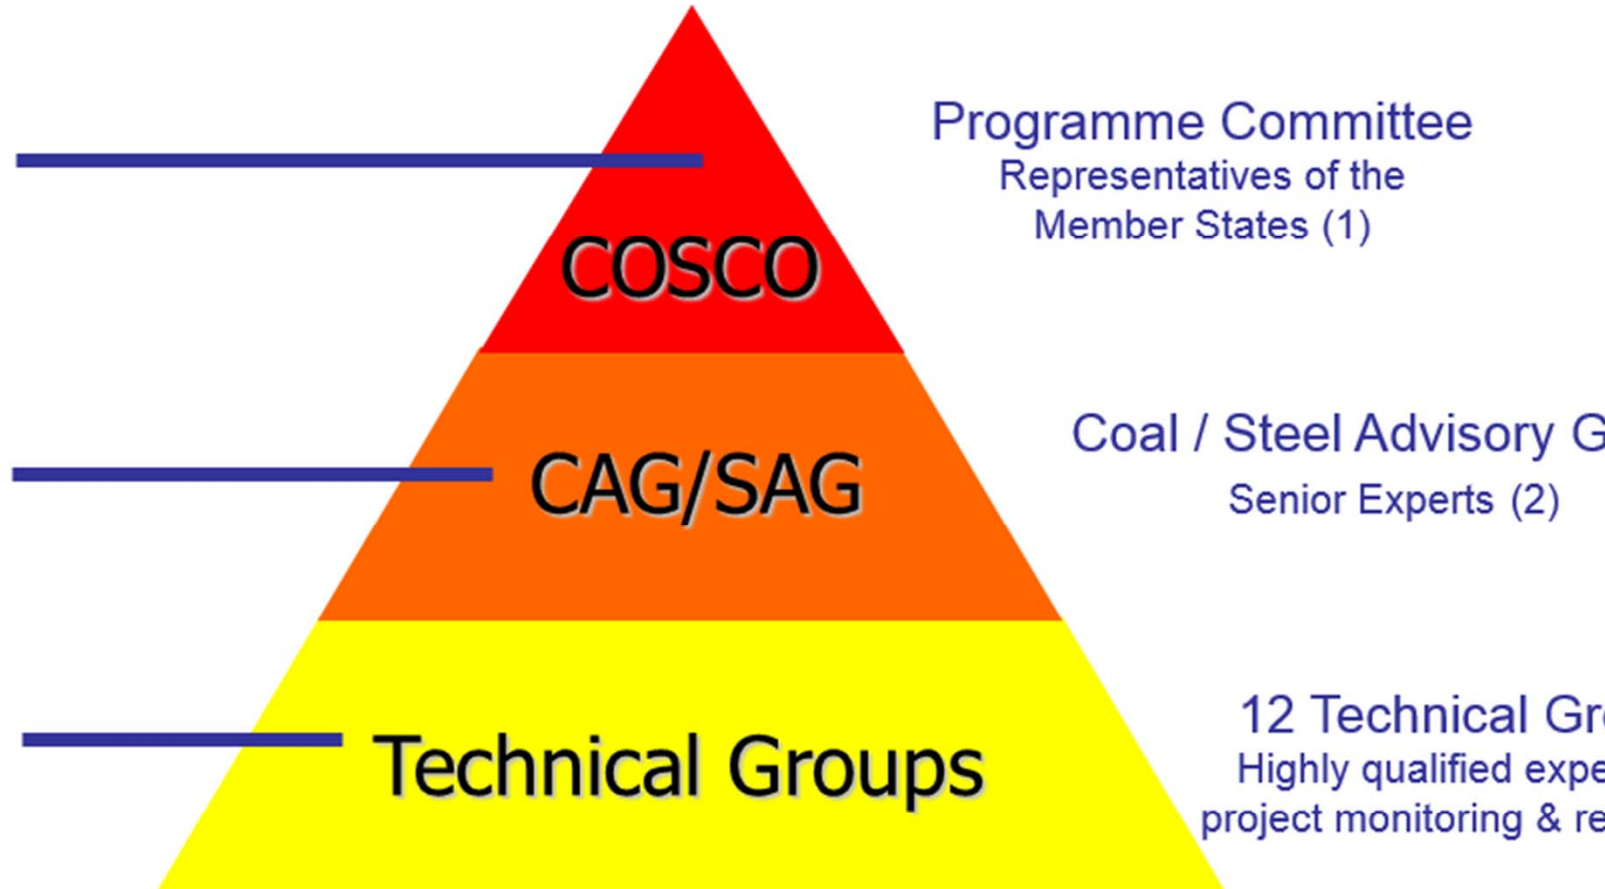 Programme Committee
Representatives of the
Member States (1)
COSCO
Coal / Steel Advisory
CAG/SAG
Senior Experts (2)
12 Technical
Technical Groups
Highly qualified
project monitoring &